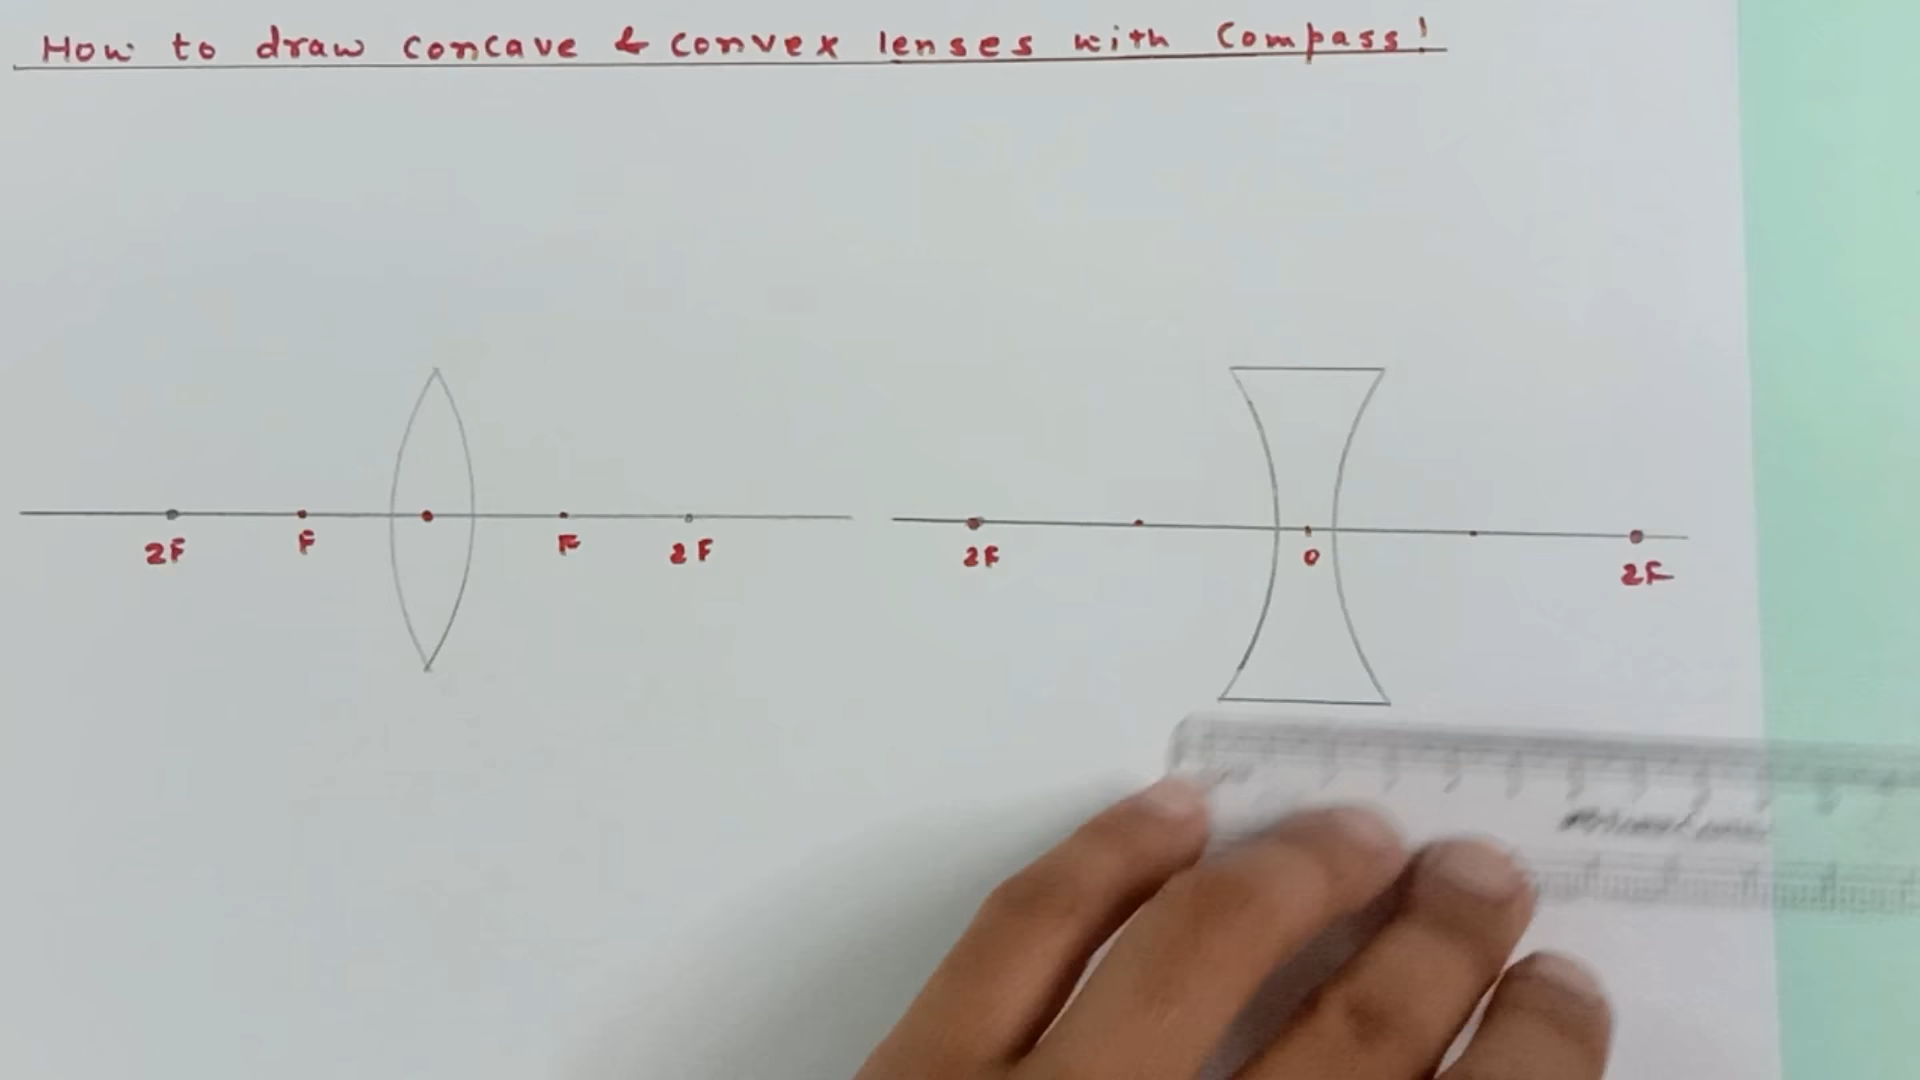 How to draw concave & convex lenses with Compass!
2F F F 2F
2F O 2F